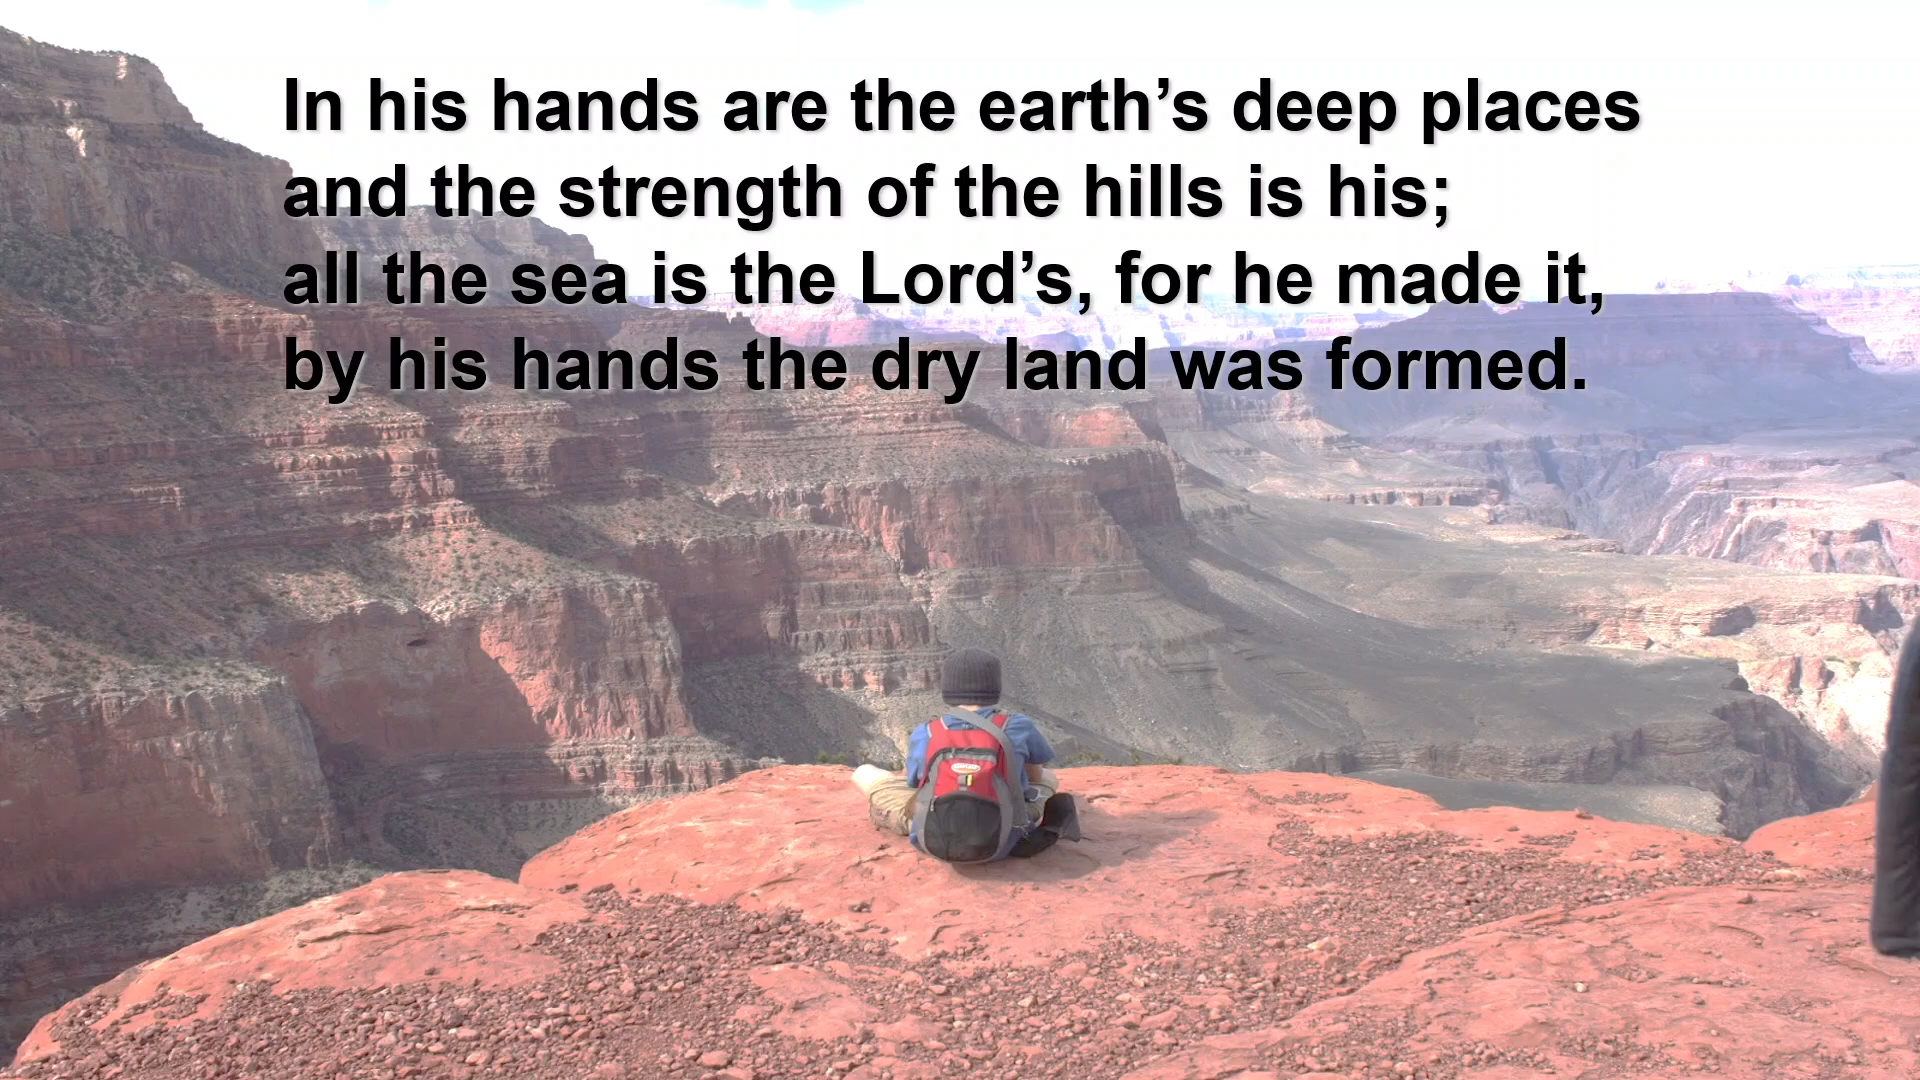 In his hands are the earth’s deep places
and the strength of the hills is his;
all the sea is the Lord’s, for he made it,
by his hands the dry land was formed.